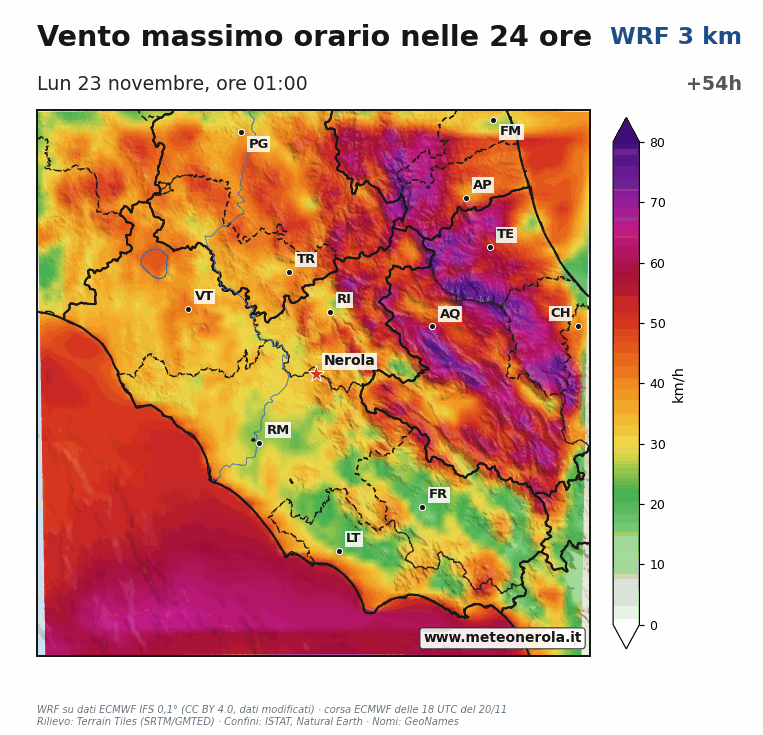 Vento massimo orario nelle 24 ore WRF 3 km
Lun 23 novembre, ore 01:00 +54h
FM
PG
AP
TE
TR
VT
RI
AQ
CH
Nerola
RM
FR
LT
www.meteonerola.it
80
70
60
50
40
30
20
10
0
km/h
WRF su dati ECMWF IFS 0,1° (CC BY 4.0, dati modificati) · corsa ECMWF delle 18 UTC del 20/11
Rilievo: Terrain Tiles (SRTM/GMTED) · Confini: ISTAT, Natural Earth · Nomi: GeoNames